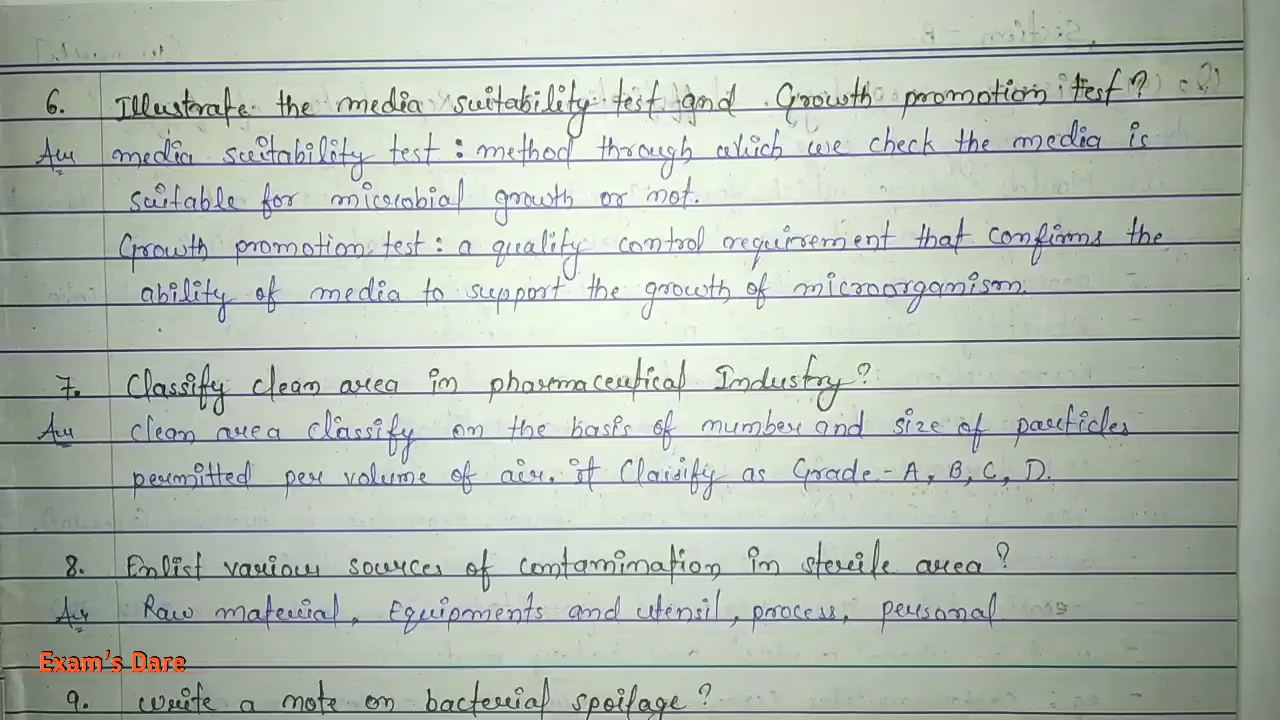 6. Illustrate the media suitability test and Growth promotion test?
Ans media suitability test : method through which we check the media is
suitable for microbial growth or not.
Growth promotion test : a quality control requirement that confirms the
ability of media to support the growth of microorganism.
7. Classify clean area in pharmaceutical Industry?
Ans clean area classify on the basis of number and size of particles
permitted per volume of air. it Classify as Grade - A, B, C, D.
8. Enlist various sources of contamination in sterile area?
Ans Raw material, Equipments and utensil, process, personal
Exam's Dare
9. write a note on bacterial spoilage?